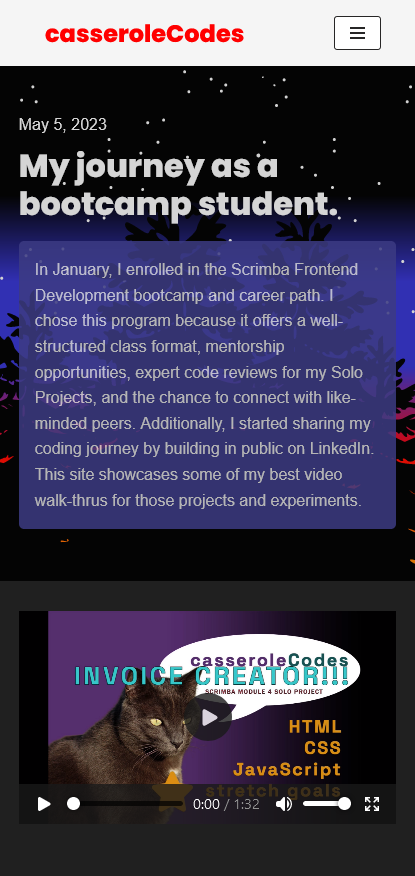 casseroleCodes
May 5, 2023
My journey as a
bootcamp student.
In January, I enrolled in the Scrimba Frontend
Development bootcamp and career path. I
chose this program because it offers a well-
structured class format, mentorship
opportunities, expert code reviews for my Solo
Projects, and the chance to connect with like-
minded peers. Additionally, I started sharing my
coding journey by building in public on LinkedIn.
This site showcases some of my best video
walk-thrus for those projects and experiments.
casseroleCodes
INVOICE CREATOR!!!
SCRIMBA MODULE 4 SOLO PROJECT
HTML
CSS
JavaScript
stretch goals
0:00 / 1:32